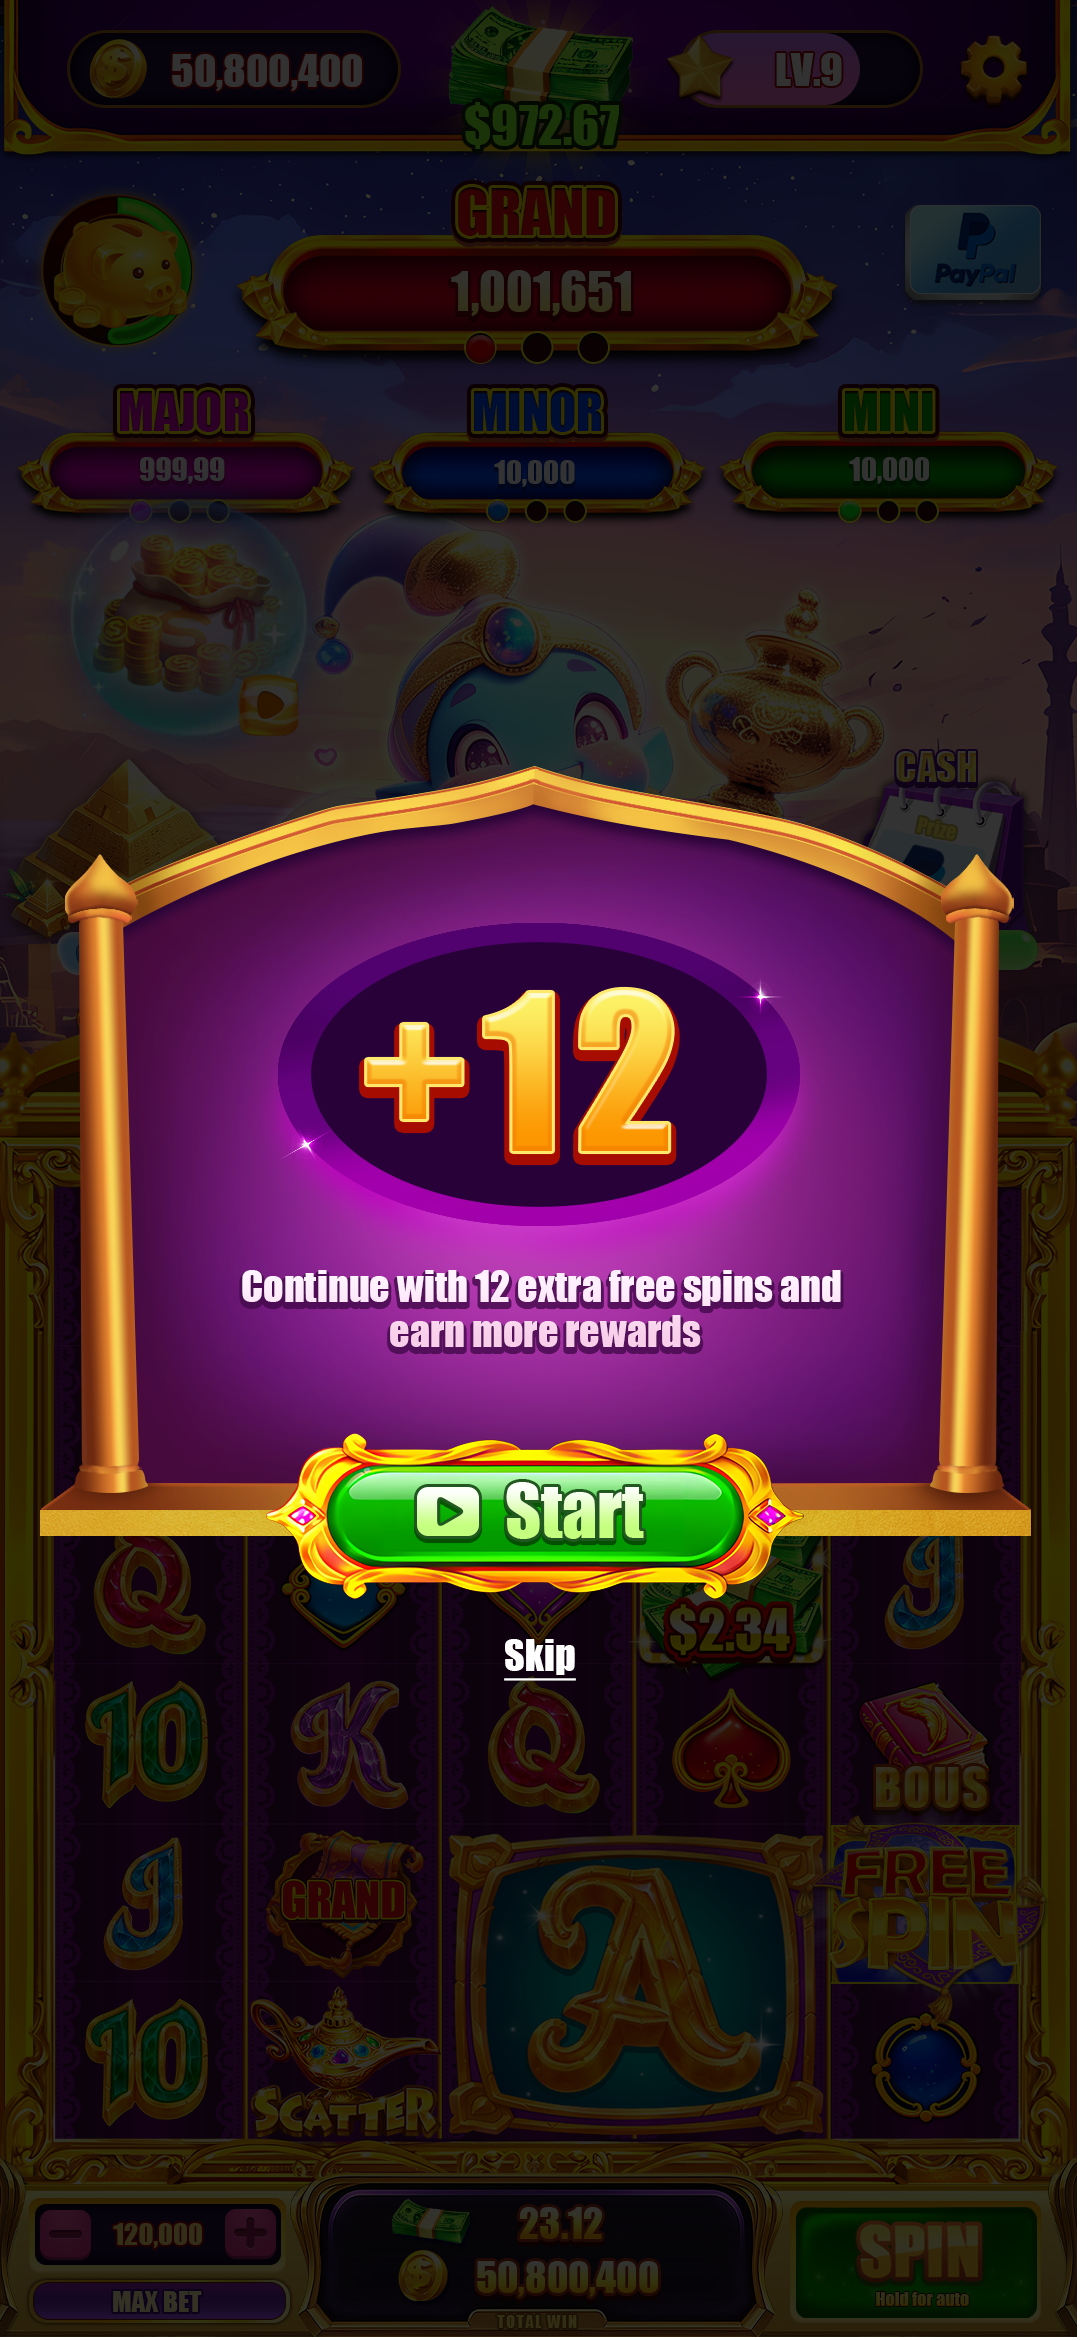 50,800,400
$972.67
LV.9
GRAND
1,001,651
PayPal
MAJOR
MINOR
MINI
999,99
10,000
10,000
CASH
Prize
+12
Continue with 12 extra free spins and
earn more rewards
Start
$2.34
Skip
Q
J
10
K
Q
BOUS
J
GRAND
A
FREE
SPIN
10
SCATTER
120,000
MAX BET
23.12
50,800,400
TOTAL WIN
SPIN
Hold for auto